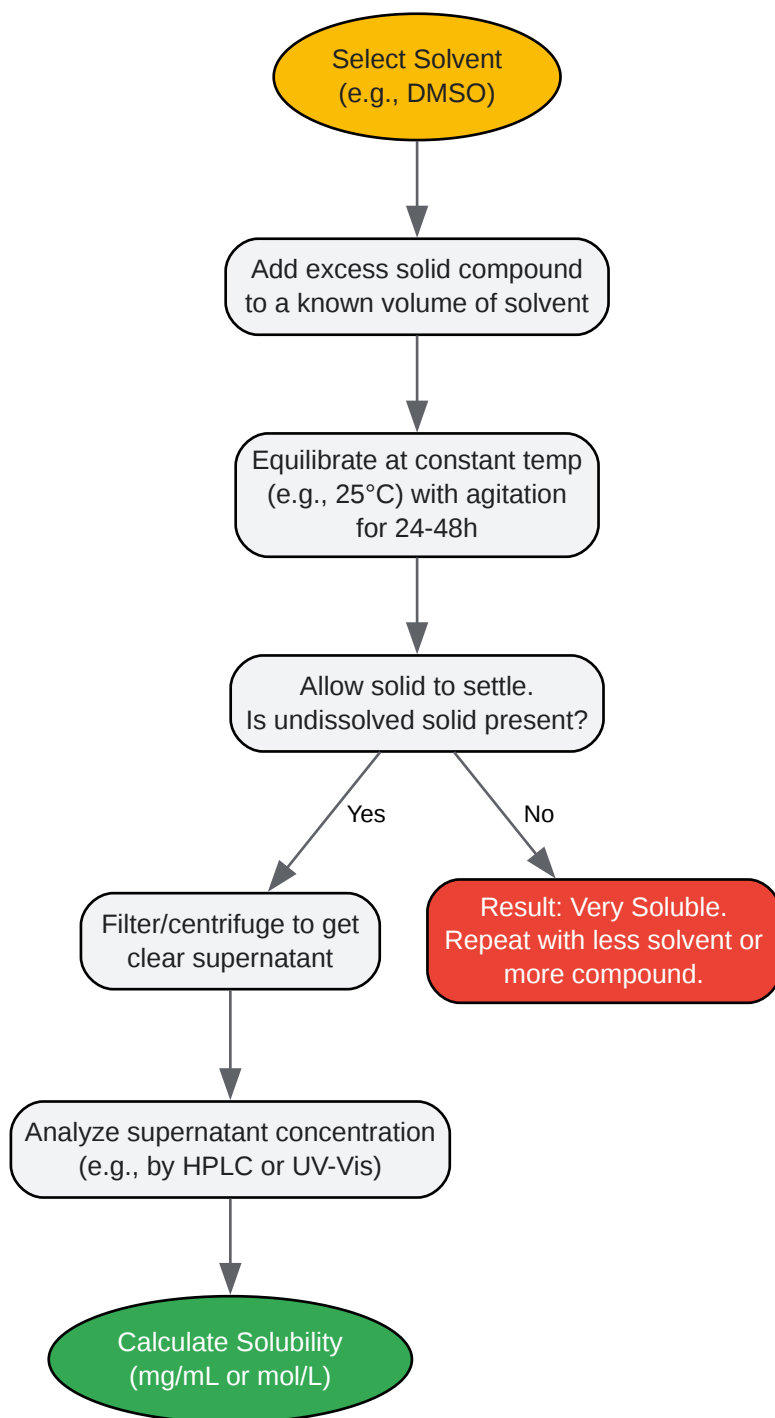 Select Solvent
(e.g., DMSO)
Add excess solid compound
to a known volume of solvent
Equilibrate at constant temp
(e.g., 25°C) with agitation
for 24-48h
Allow solid to settle.
Is undissolved solid present?
Yes
No
Filter/centrifuge to get
clear supernatant
Result: Very Soluble.
Repeat with less solvent or
more compound.
Analyze supernatant concentration
(e.g., by HPLC or UV-Vis)
Calculate Solubility
(mg/mL or mol/L)